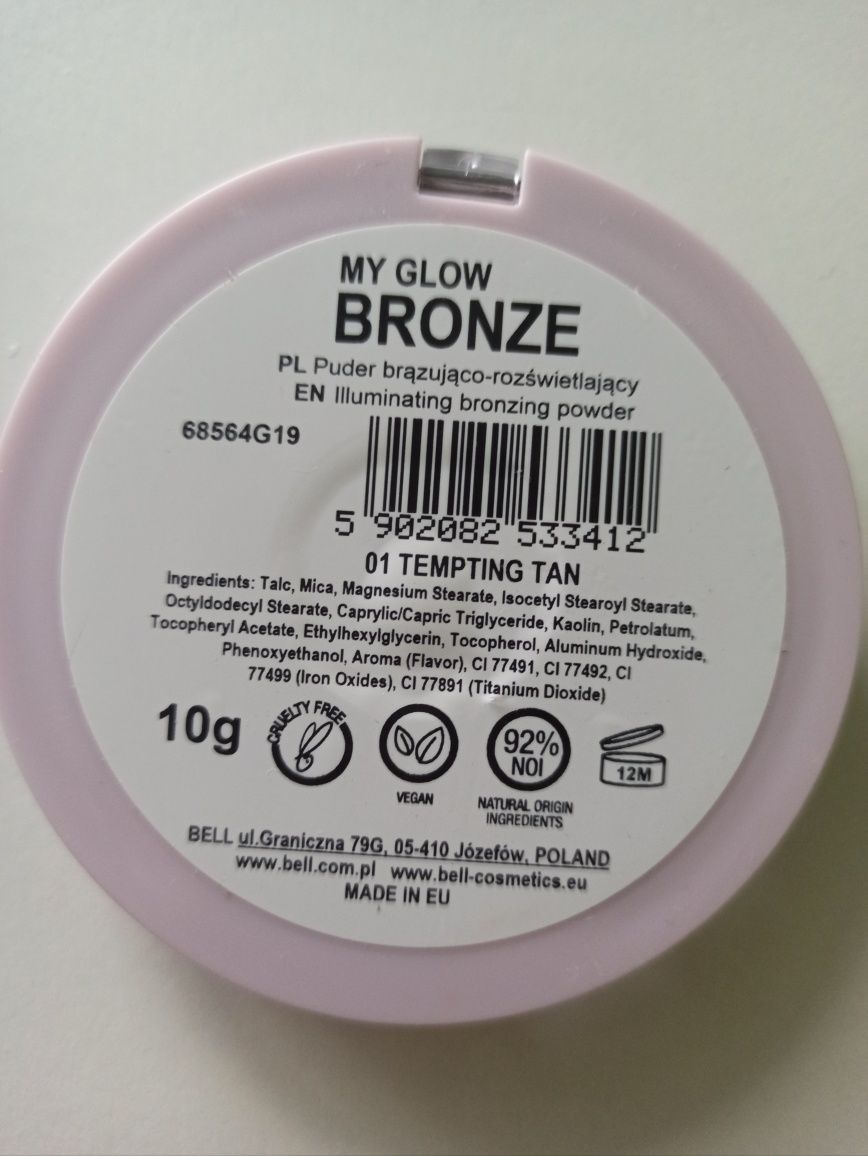 MY GLOW
BRONZE
PL Puder brązująco-rozświetlający
EN Illuminating bronzing powder
68564G19
5 902082 533412
01 TEMPTING TAN
Ingredients: Talc, Mica, Magnesium Stearate, Isocetyl Stearoyl Stearate,
Octyldodecyl Stearate, Caprylic/Capric Triglyceride, Kaolin, Petrolatum,
Tocopheryl Acetate, Ethylhexylglycerin, Tocopherol, Aluminum Hydroxide,
Phenoxyethanol, Aroma (Flavor), CI 77491, CI 77492, CI
77499 (Iron Oxides), CI 77891 (Titanium Dioxide)
10g
CRUELTY FREE
VEGAN
92%
NOI
NATURAL ORIGIN
INGREDIENTS
12M
BELL ul.Graniczna 79G, 05-410 Józefów, POLAND
www.bell.com.pl www.bell-cosmetics.eu
MADE IN EU